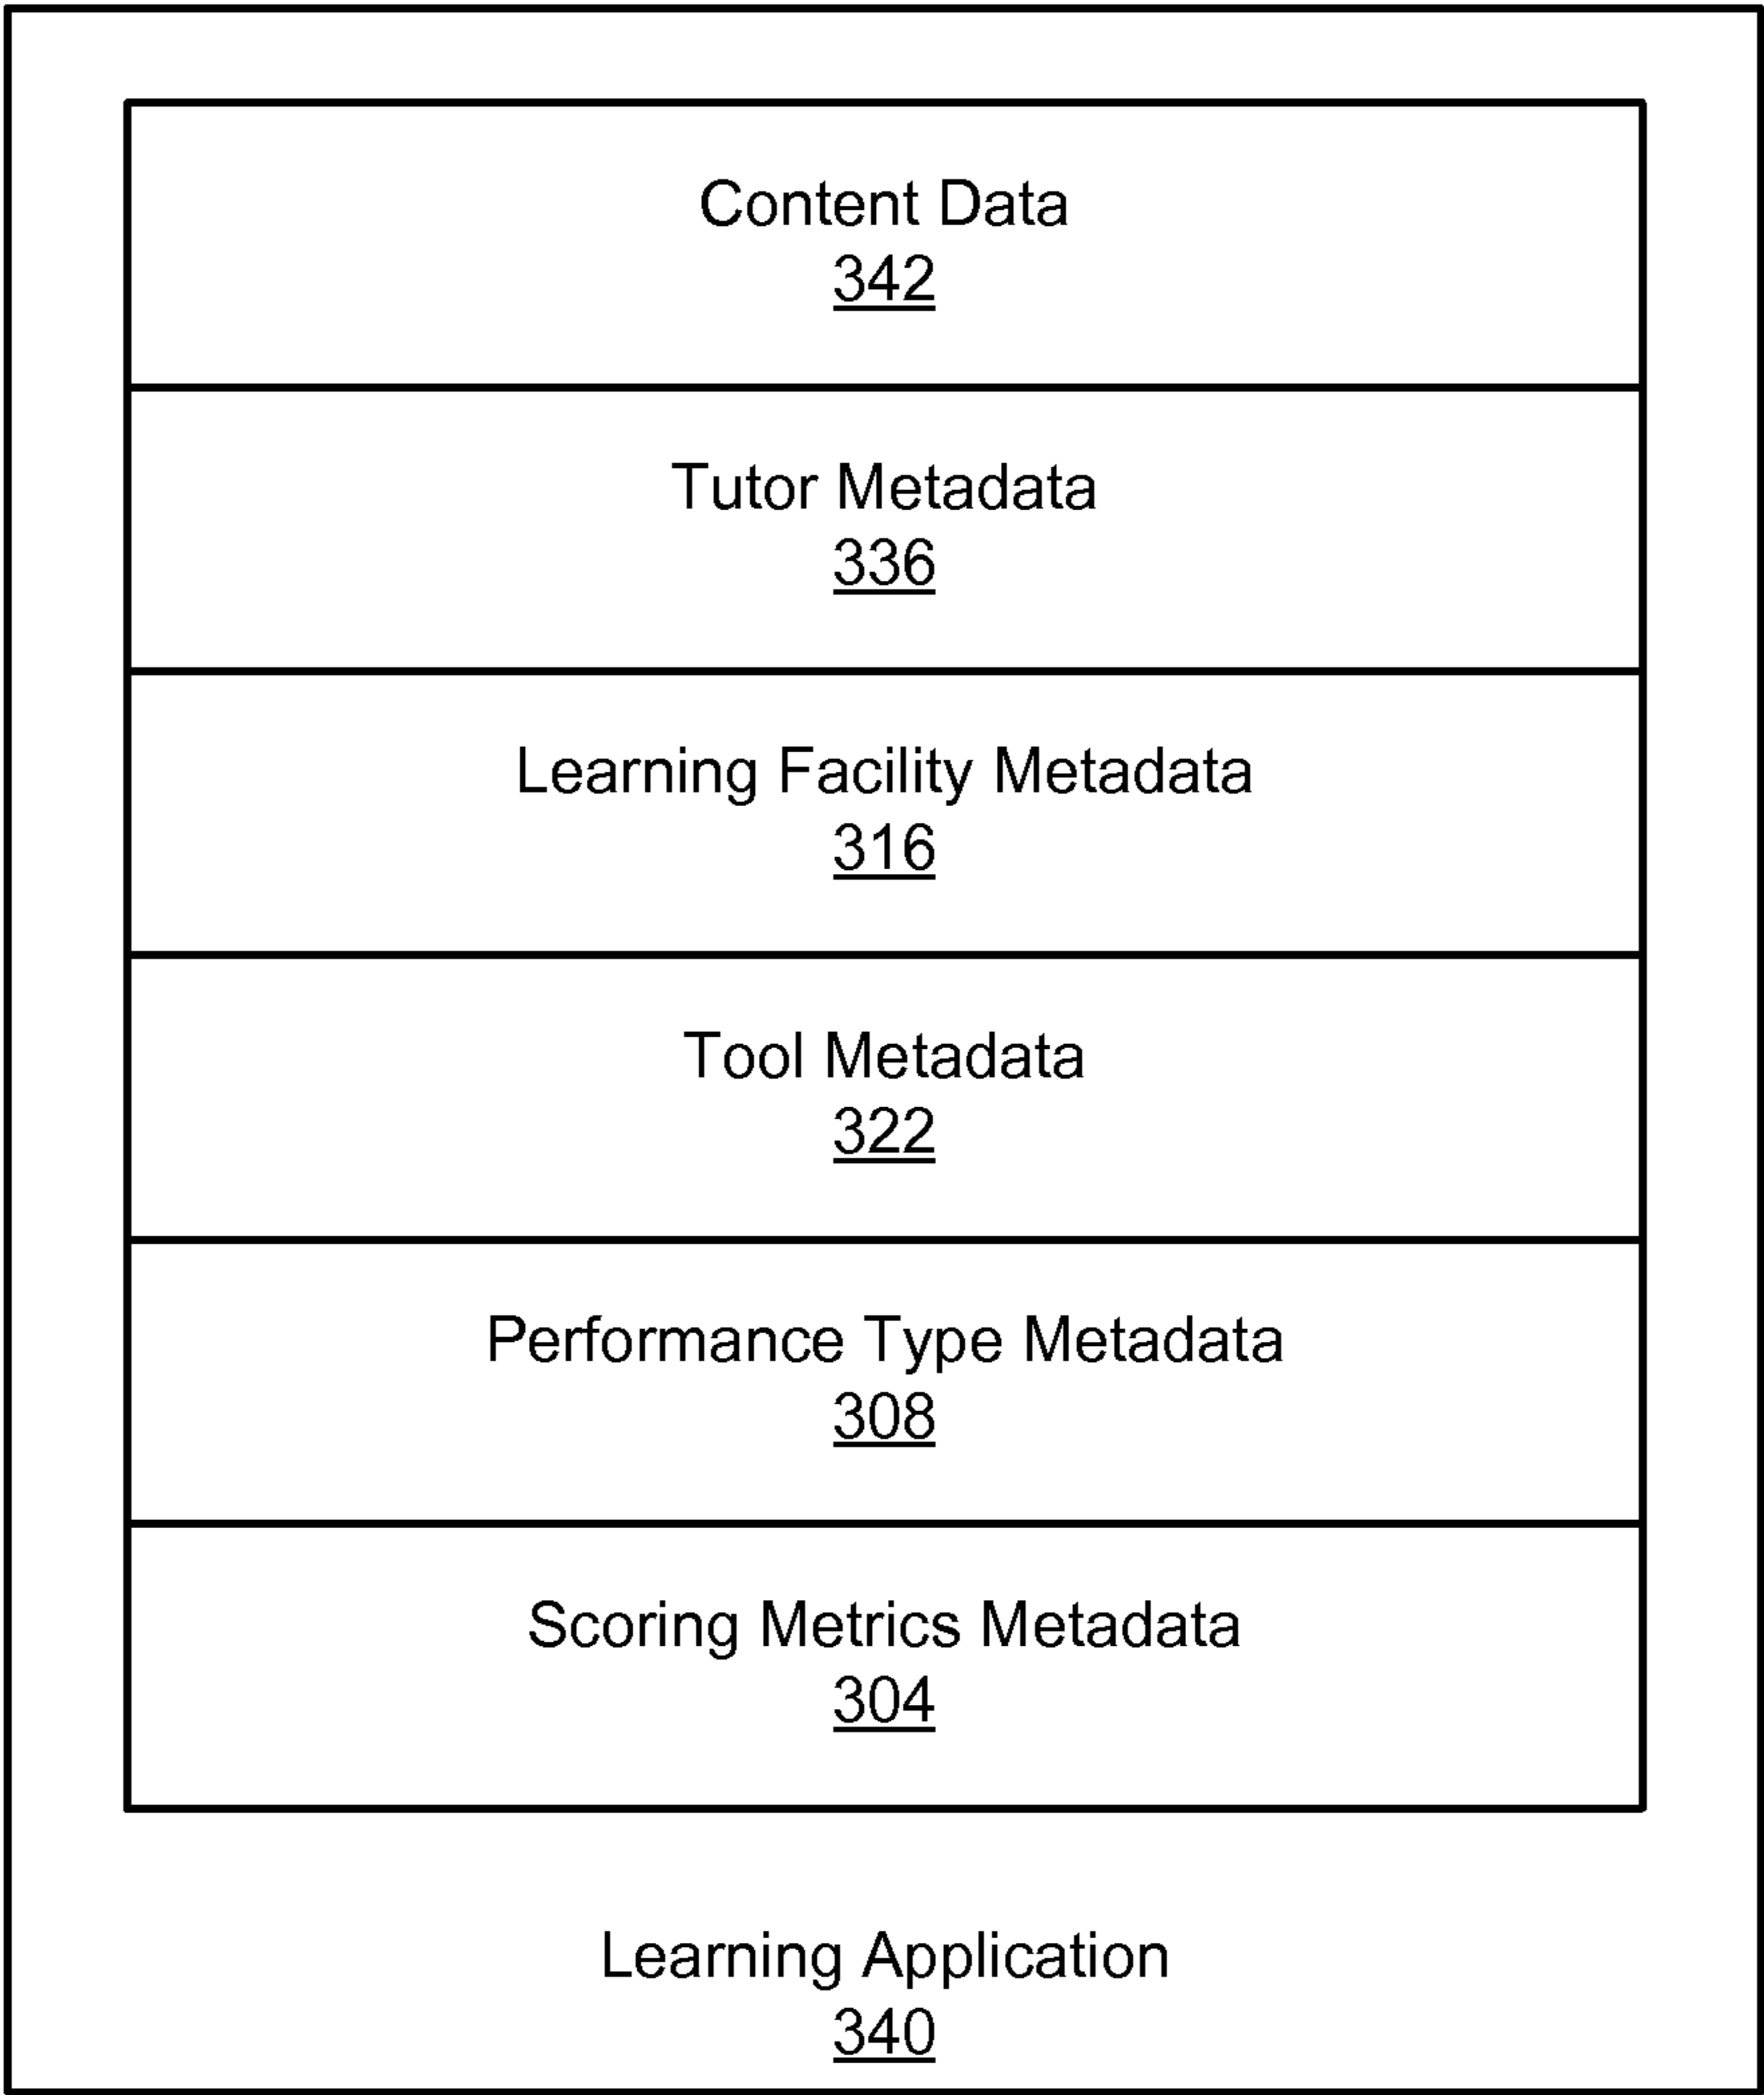 Content Data
342
Tutor Metadata
336
Learning Facility Metadata
316
Tool Metadata
322
Performance Type Metadata
308
Scoring Metrics Metadata
304
Learning Application
340